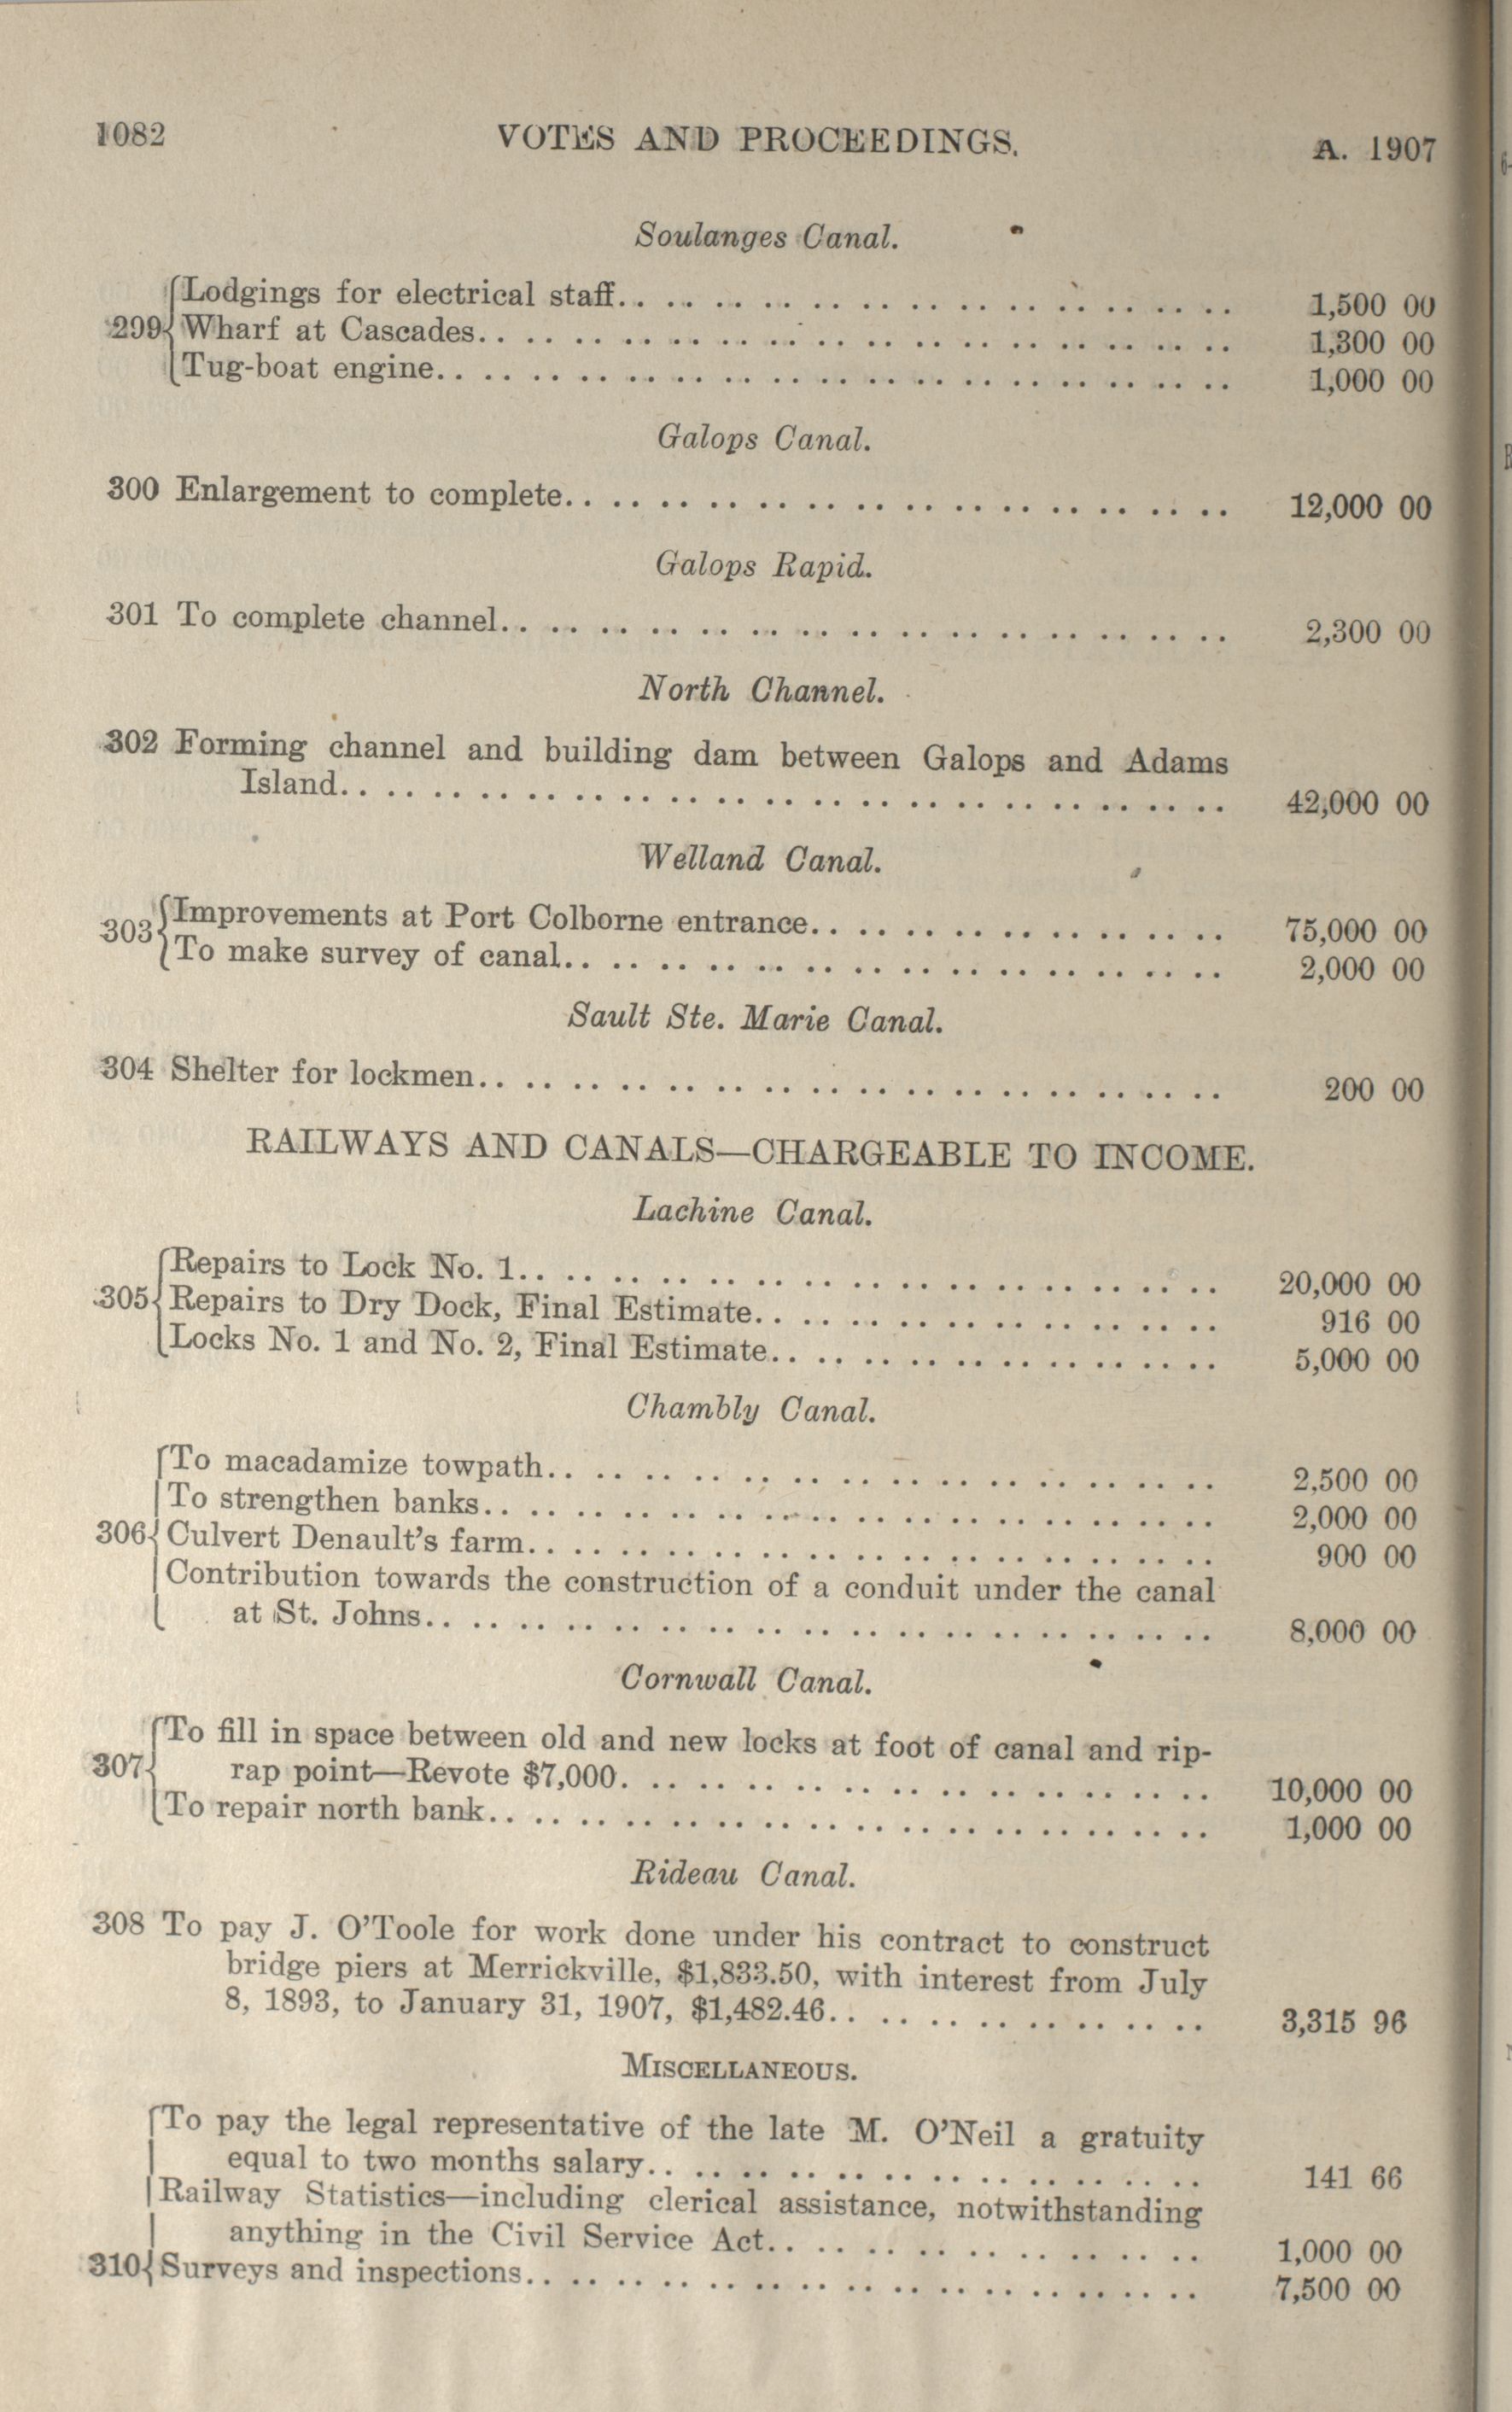 1082 VOTES AND PROCEEDINGS. A. 1907
Soulanges Canal.
Lodgings for electrical staff.. .. .. .. .. .. .. .. .. .. .. .. .. 1,500 00
299 Wharf at Cascades.. .. .. .. .. .. .. .. .. .. .. .. .. .. .. .. 1,300 00
Tug-boat engine.. .. .. .. .. .. .. .. .. .. .. .. .. .. .. .. .. 1,000 00
Galops Canal.
300 Enlargement to complete.. .. .. .. .. .. .. .. .. .. .. .. .. .. 12,000 00
Galops Rapid.
301 To complete channel.. .. .. .. .. .. .. .. .. .. .. .. .. .. .. 2,300 00
North Channel.
302 Forming channel and building dam between Galops and Adams
Island.. .. .. .. .. .. .. .. .. .. .. .. .. .. .. .. .. .. .. 42,000 00
Welland Canal.
303 Improvements at Port Colborne entrance.. .. .. .. .. .. .. .. .. 75,000 00
To make survey of canal.. .. .. .. .. .. .. .. .. .. .. .. .. .. 2,000 00
Sault Ste. Marie Canal.
304 Shelter for lockmen.. .. .. .. .. .. .. .. .. .. .. .. .. .. .. .. 200 00
RAILWAYS AND CANALS—CHARGEABLE TO INCOME.
Lachine Canal.
Repairs to Lock No. 1.. .. .. .. .. .. .. .. .. .. .. .. .. .. .. 20,000 00
305 Repairs to Dry Dock, Final Estimate.. .. .. .. .. .. .. .. .. .. 916 00
Locks No. 1 and No. 2, Final Estimate.. .. .. .. .. .. .. .. .. .. 5,000 00
Chambly Canal.
To macadamize towpath.. .. .. .. .. .. .. .. .. .. .. .. .. .. 2,500 00
To strengthen banks.. .. .. .. .. .. .. .. .. .. .. .. .. .. .. .. 2,000 00
306 Culvert Denault's farm.. .. .. .. .. .. .. .. .. .. .. .. .. .. .. 900 00
Contribution towards the construction of a conduit under the canal
at St. Johns.. .. .. .. .. .. .. .. .. .. .. .. .. .. .. .. .. 8,000 00
Cornwall Canal.
To fill in space between old and new locks at foot of canal and rip-
307 rap point—Revote $7,000. .. .. .. .. .. .. .. .. .. .. .. .. 10,000 00
To repair north bank.. .. .. .. .. .. .. .. .. .. .. .. .. .. .. .. 1,000 00
Rideau Canal.
308 To pay J. O'Toole for work done under his contract to construct
bridge piers at Merrickville, $1,833.50, with interest from July
8, 1893, to January 31, 1907, $1,482.46.. .. .. .. .. .. .. .. 3,315 96
MISCELLANEOUS.
To pay the legal representative of the late M. O'Neil a gratuity
equal to two months salary.. .. .. .. .. .. .. .. .. .. .. .. 141 66
Railway Statistics—including clerical assistance, notwithstanding
anything in the Civil Service Act.. .. .. .. .. .. .. .. .. .. 1,000 00
310 Surveys and inspections.. .. .. .. .. .. .. .. .. .. .. .. .. .. .. 7,500 00